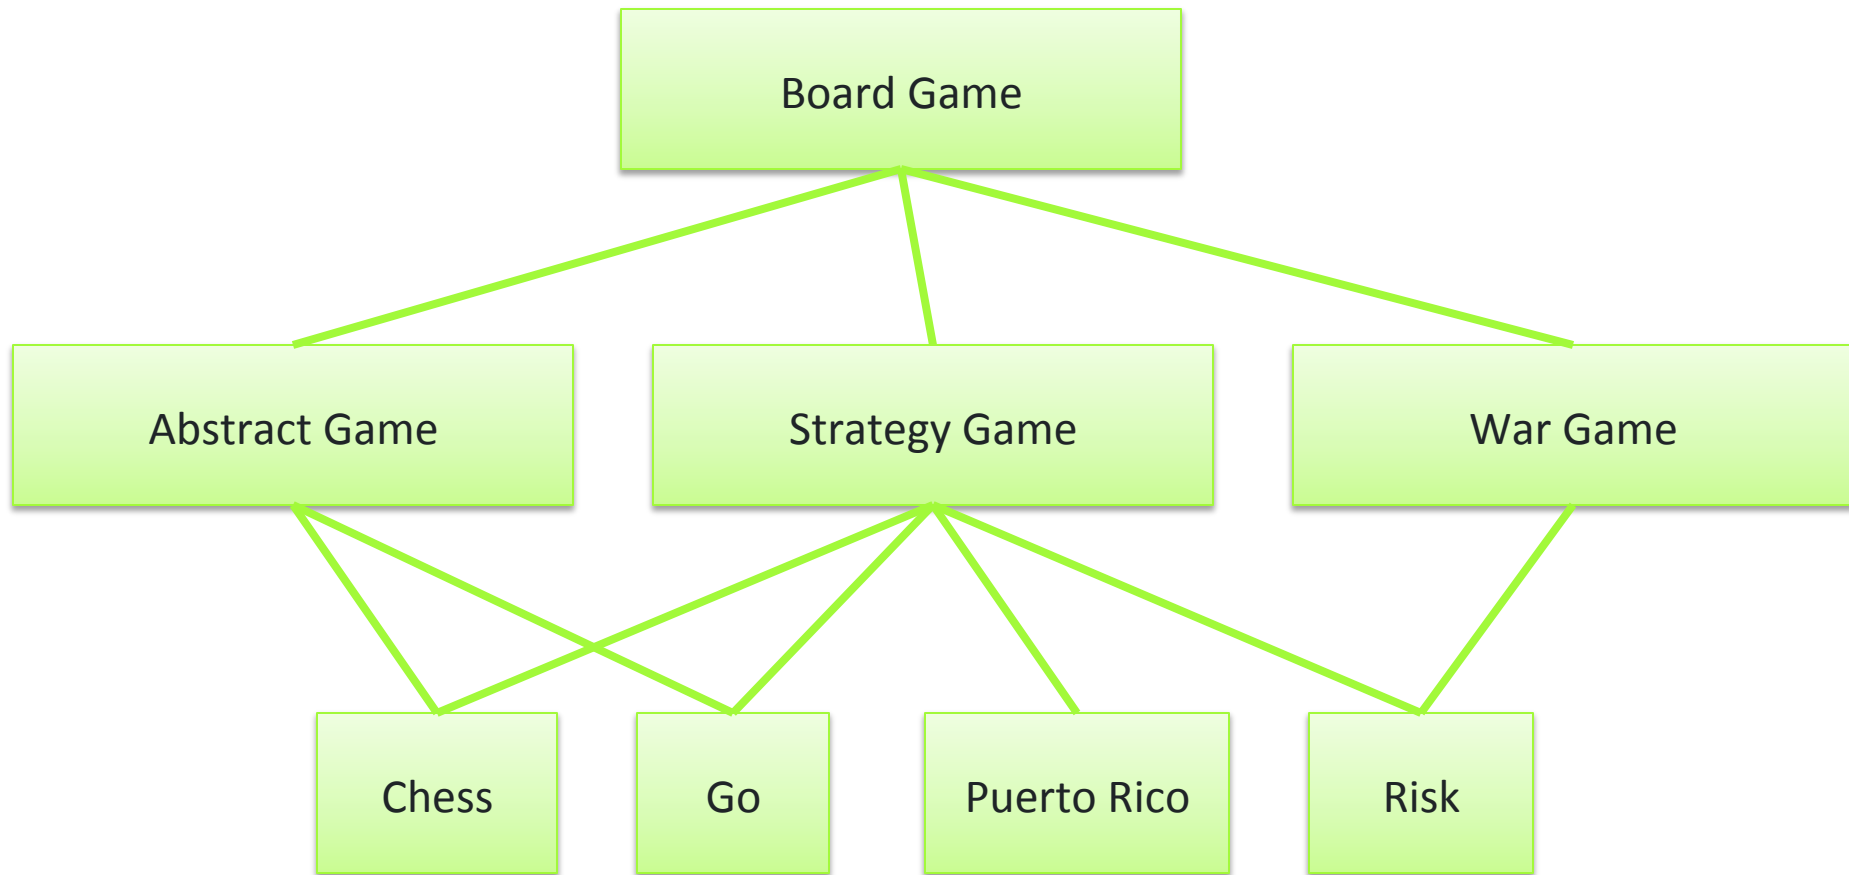 Board Game
Abstract Game
Strategy Game
War Game
Chess
Go
Puerto Rico
Risk